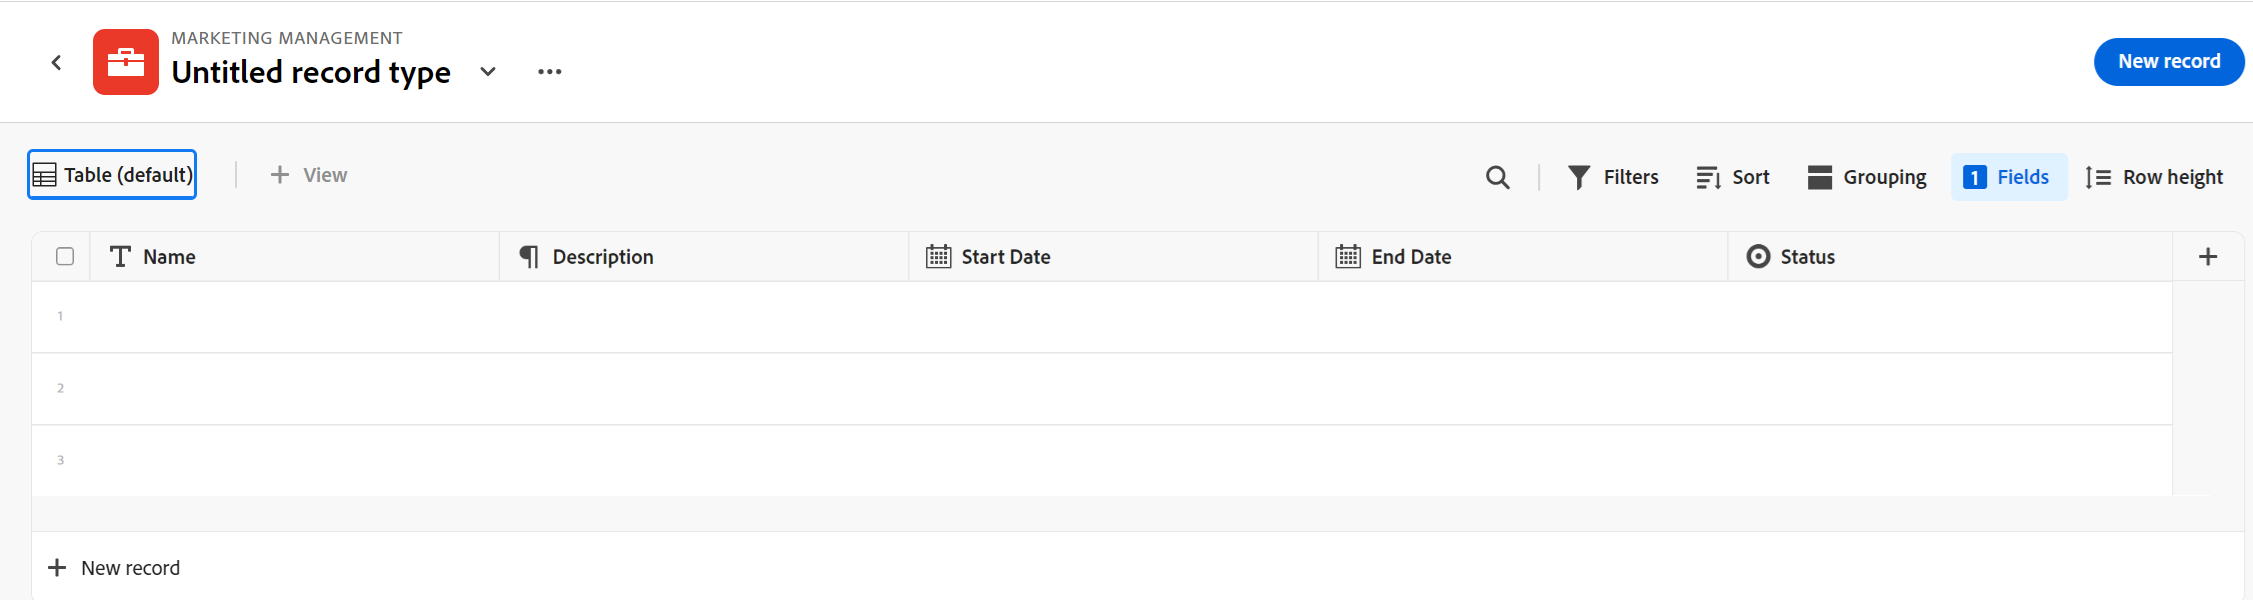 MARKETING MANAGEMENT
Untitled record type
New record
Table (default)
View
Filters
Sort
Grouping
1 Fields
Row height
Name
Description
Start Date
End Date
Status
1
2
3
New record